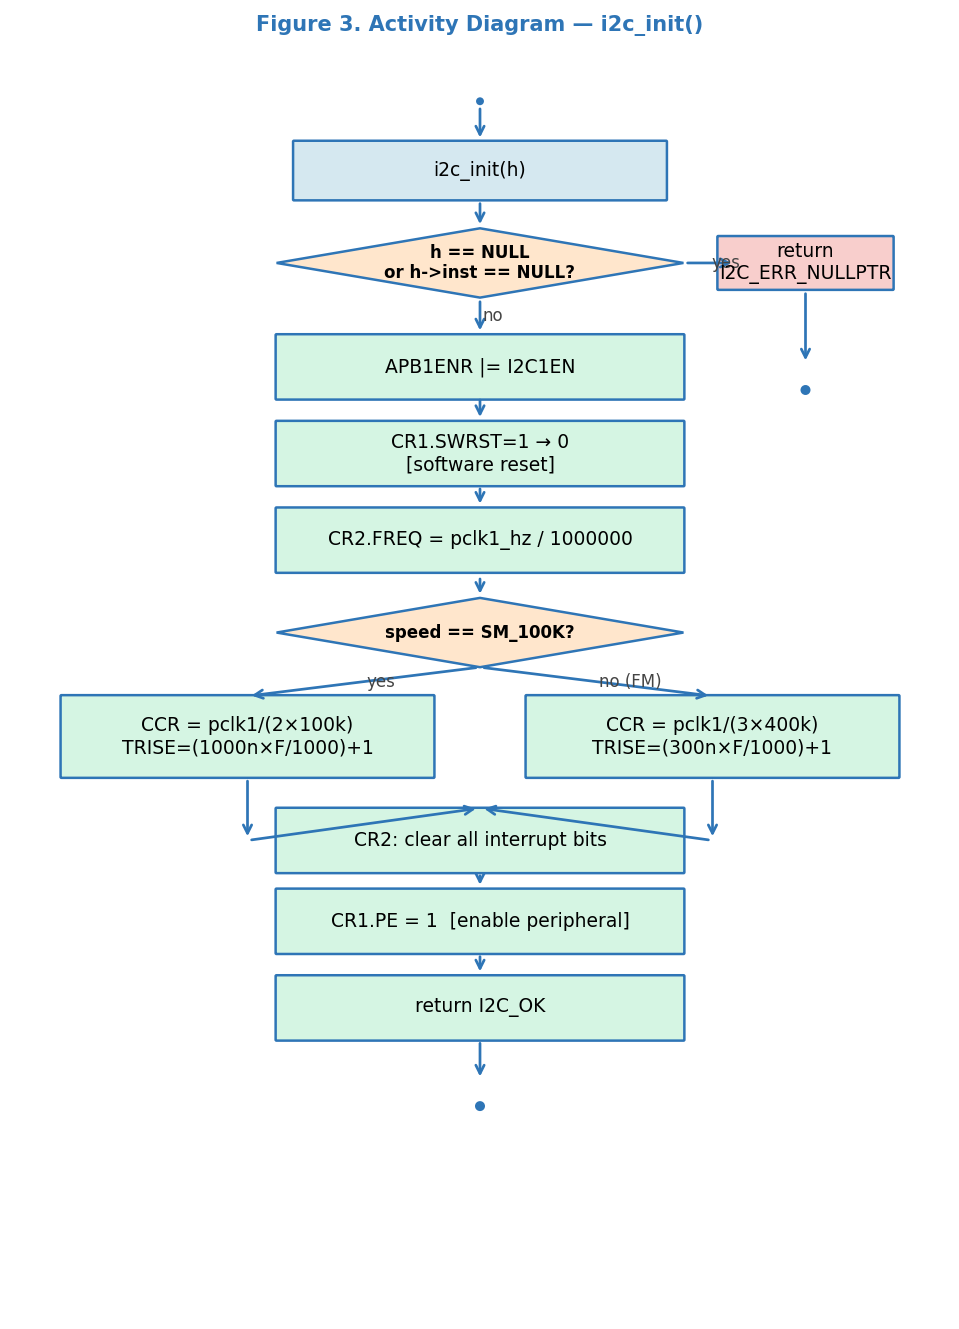 Figure 3. Activity Diagram — i2c_init()
i2c_init(h)
h == NULL
or h->inst == NULL?
yes
return
I2C_ERR_NULLPTR
no
APB1ENR |= I2C1EN
CR1.SWRST=1 → 0
[software reset]
CR2.FREQ = pclk1_hz / 1000000
speed == SM_100K?
yes
no (FM)
CCR = pclk1/(2×100k)
TRISE=(1000n×F/1000)+1
CCR = pclk1/(3×400k)
TRISE=(300n×F/1000)+1
CR2: clear all interrupt bits
CR1.PE = 1  [enable peripheral]
return I2C_OK